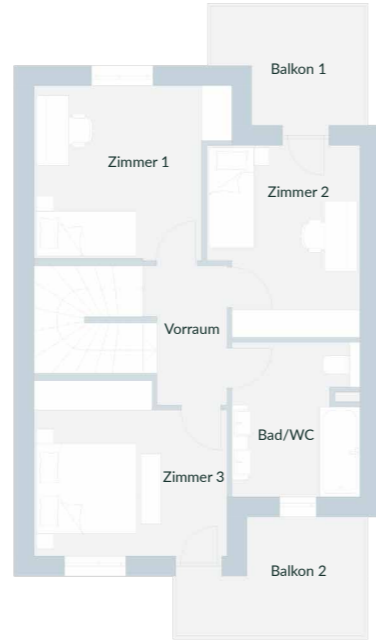 Balkon 1
Zimmer 1
Zimmer 2
Vorraum
Bad/WC
Zimmer 3
Balkon 2